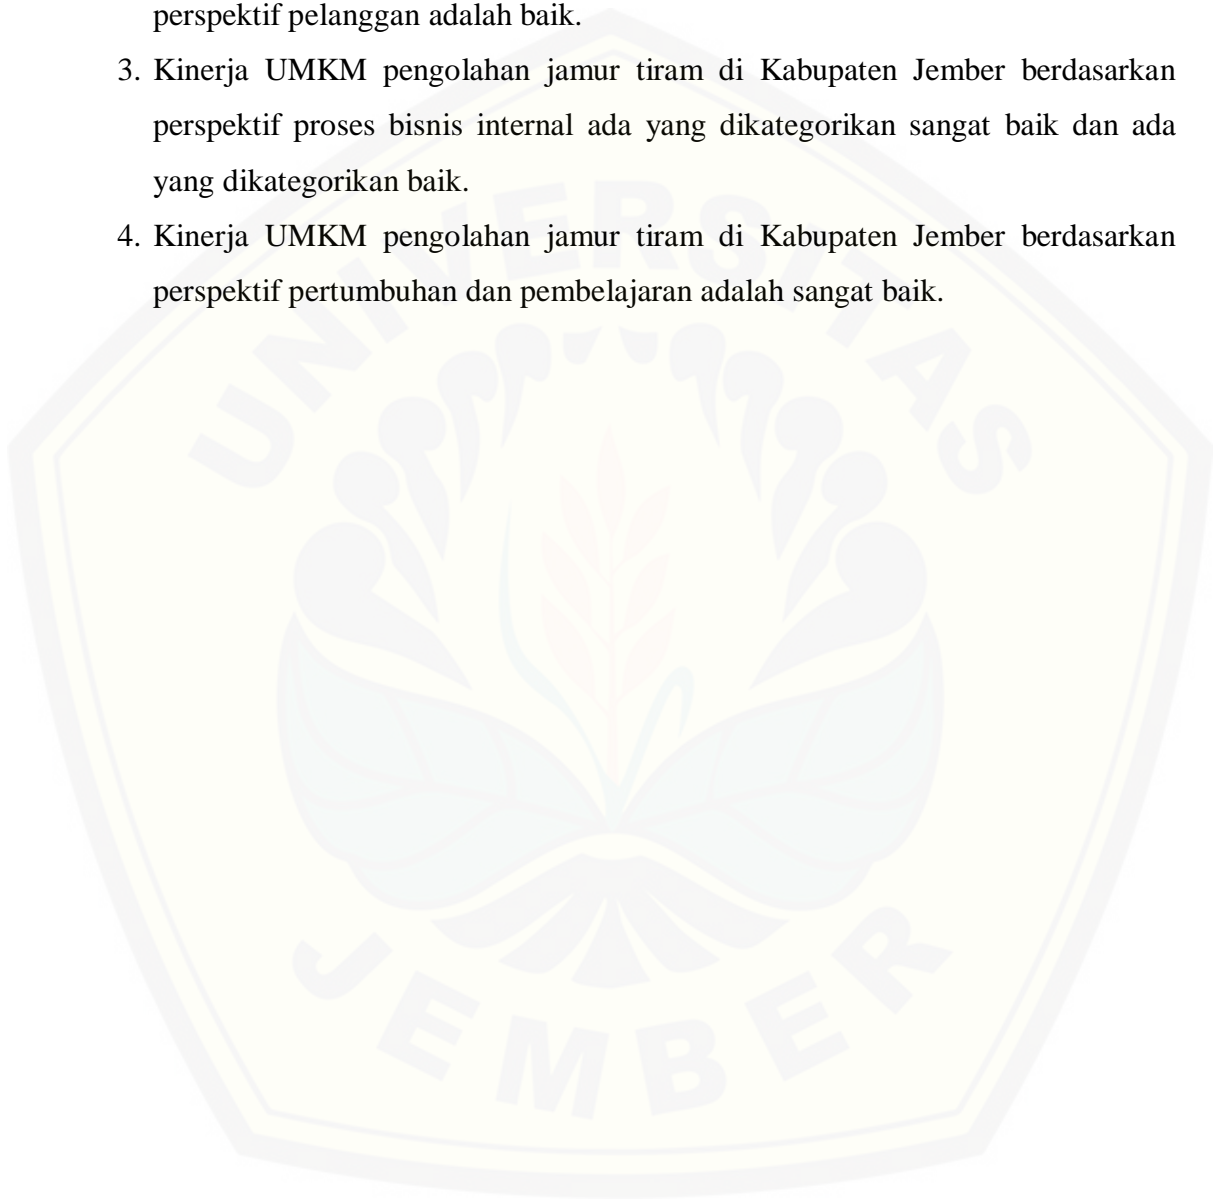 perspektif pelanggan adalah baik.
3. Kinerja UMKM pengolahan jamur tiram di Kabupaten Jember berdasarkan
perspektif proses bisnis internal ada yang dikategorikan sangat baik dan ada
yang dikategorikan baik.
4. Kinerja UMKM pengolahan jamur tiram di Kabupaten Jember berdasarkan
perspektif pertumbuhan dan pembelajaran adalah sangat baik.
UNIVERSITAS
JEMBER